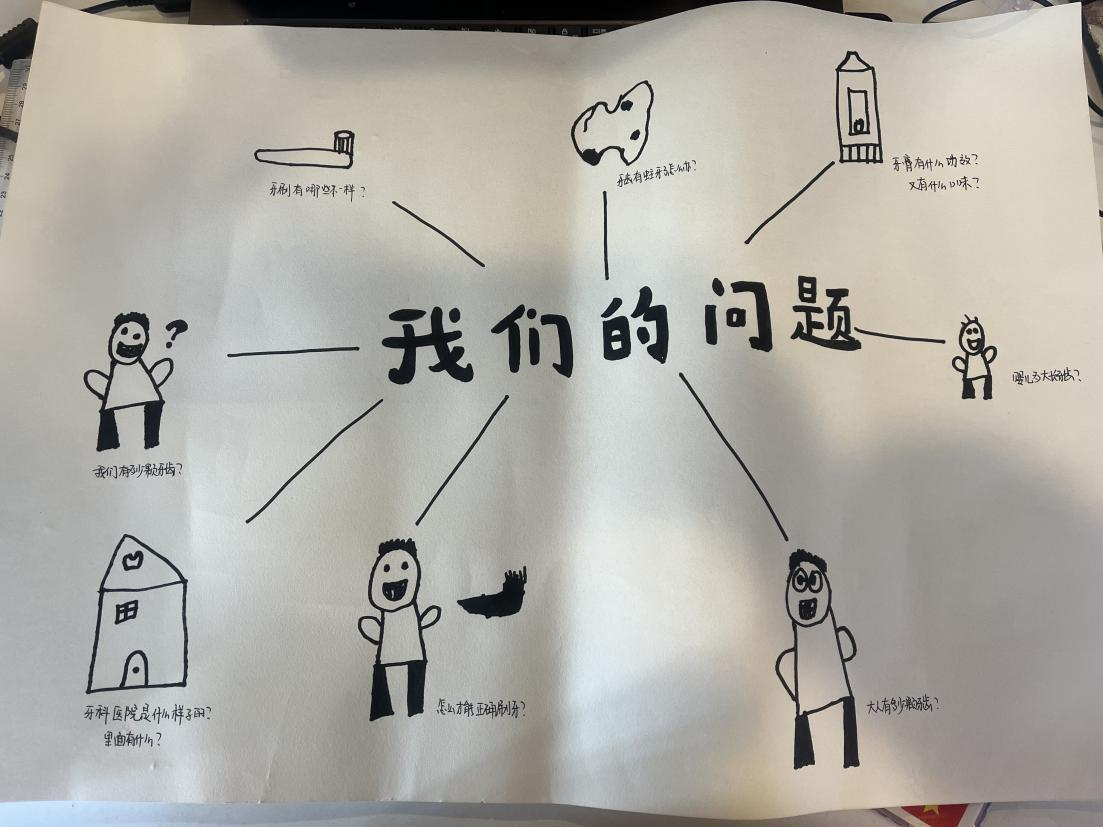 牙刷有哪些不一样？
牙齿有蛀牙怎么办？
牙膏有什么功效？
又有什么口味？
我们的问题
婴儿多大长牙齿？
我们有多少颗牙齿？
牙科医院是什么样子的？
里面有什么？
怎么才能正确刷牙？
大人有多少颗牙齿？